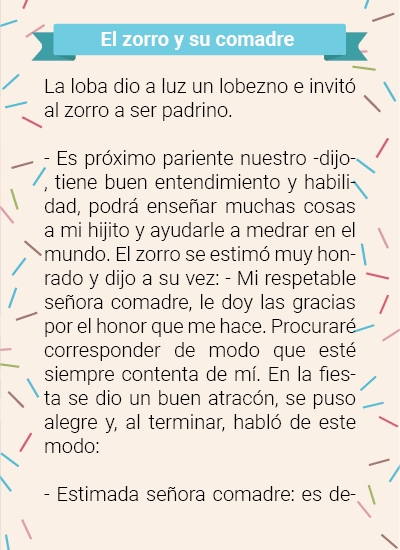 El zorro y su comadre
La loba dio a luz un lobezno e invitó
al zorro a ser padrino.
- Es próximo pariente nuestro -dijo-
, tiene buen entendimiento y habili-
dad, podrá enseñar muchas cosas
a mi hijito y ayudarle a medrar en el
mundo. El zorro se estimó muy hon-
rado y dijo a su vez: - Mi respetable
señora comadre, le doy las gracias
por el honor que me hace. Procuraré
corresponder de modo que esté
siempre contenta de mí. En la fies-
ta se dio un buen atracón, se puso
alegre y, al terminar, habló de este
modo:
- Estimada señora comadre: es de-